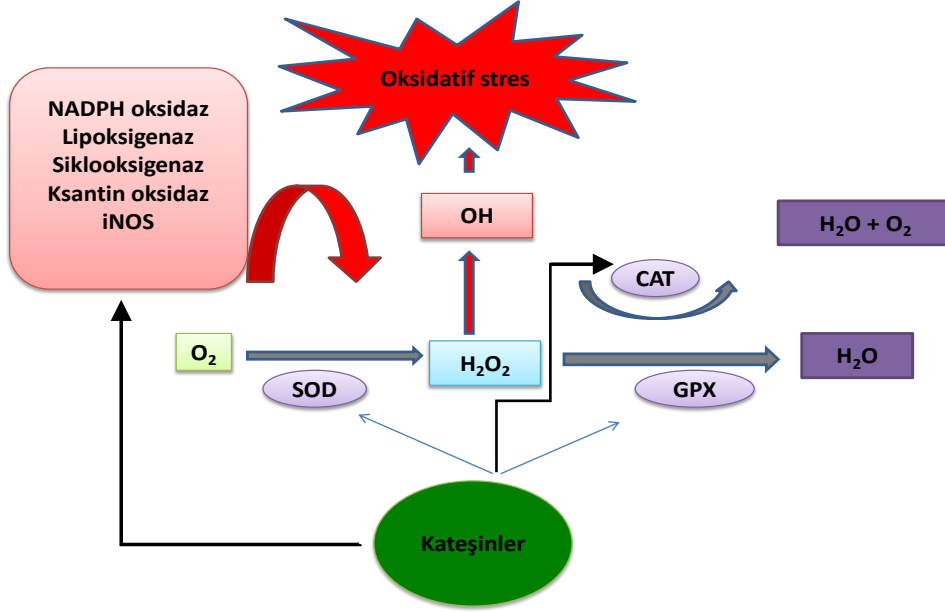 Oksidatif stres
NADPH oksidaz
Lipoksigenaz
Siklooksigenaz
Ksantin oksidaz
iNOS
OH
H₂O + O₂
CAT
O₂
H₂O₂
H₂O
SOD
GPX
Kateşinler